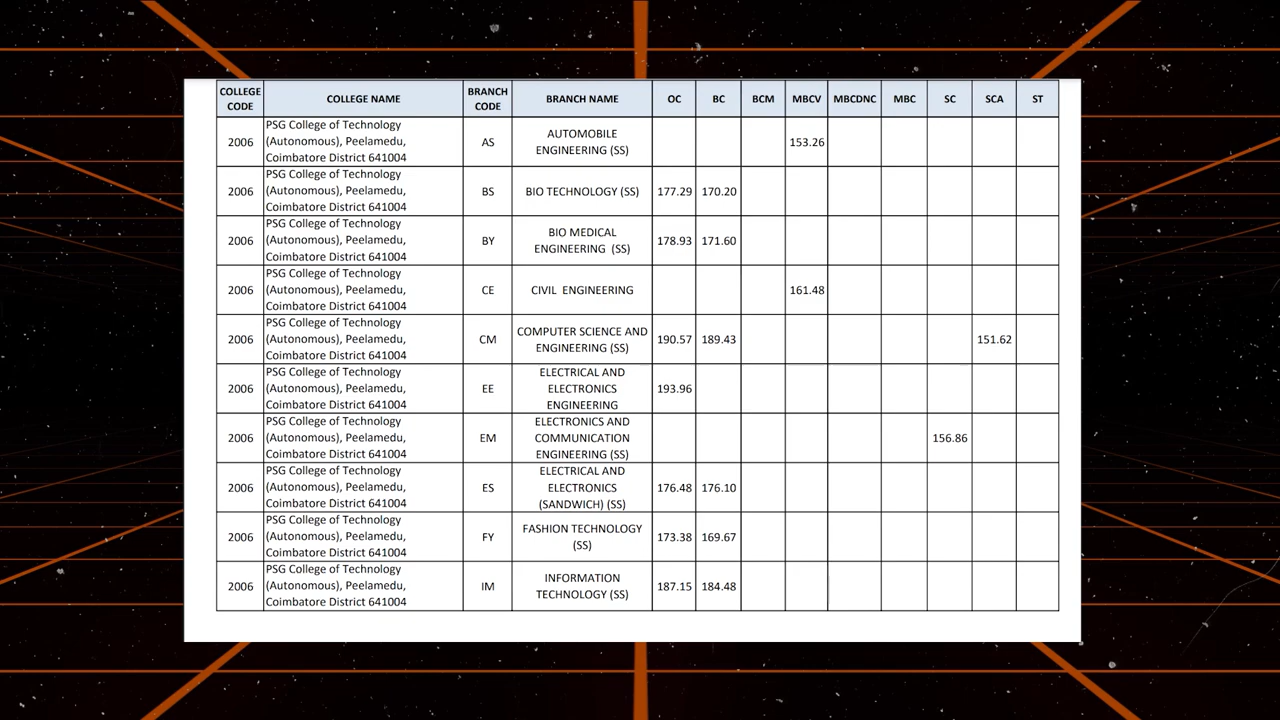 COLLEGE CODE COLLEGE NAME BRANCH CODE BRANCH NAME OC BC BCM MBCV MBCDNC MBC SC SCA ST
2006 PSG College of Technology (Autonomous), Peelamedu, Coimbatore District 641004 AS AUTOMOBILE ENGINEERING (SS) 153.26
2006 PSG College of Technology (Autonomous), Peelamedu, Coimbatore District 641004 BS BIO TECHNOLOGY (SS) 177.29 170.20
2006 PSG College of Technology (Autonomous), Peelamedu, Coimbatore District 641004 BY BIO MEDICAL ENGINEERING (SS) 178.93 171.60
2006 PSG College of Technology (Autonomous), Peelamedu, Coimbatore District 641004 CE CIVIL ENGINEERING 161.48
2006 PSG College of Technology (Autonomous), Peelamedu, Coimbatore District 641004 CM COMPUTER SCIENCE AND ENGINEERING (SS) 190.57 189.43 151.62
2006 PSG College of Technology (Autonomous), Peelamedu, Coimbatore District 641004 EE ELECTRICAL AND ELECTRONICS ENGINEERING 193.96
2006 PSG College of Technology (Autonomous), Peelamedu, Coimbatore District 641004 EM ELECTRONICS AND COMMUNICATION ENGINEERING (SS) 156.86
2006 PSG College of Technology (Autonomous), Peelamedu, Coimbatore District 641004 ES ELECTRICAL AND ELECTRONICS (SANDWICH) (SS) 176.48 176.10
2006 PSG College of Technology (Autonomous), Peelamedu, Coimbatore District 641004 FY FASHION TECHNOLOGY (SS) 173.38 169.67
2006 PSG College of Technology (Autonomous), Peelamedu, Coimbatore District 641004 IM INFORMATION TECHNOLOGY (SS) 187.15 184.48